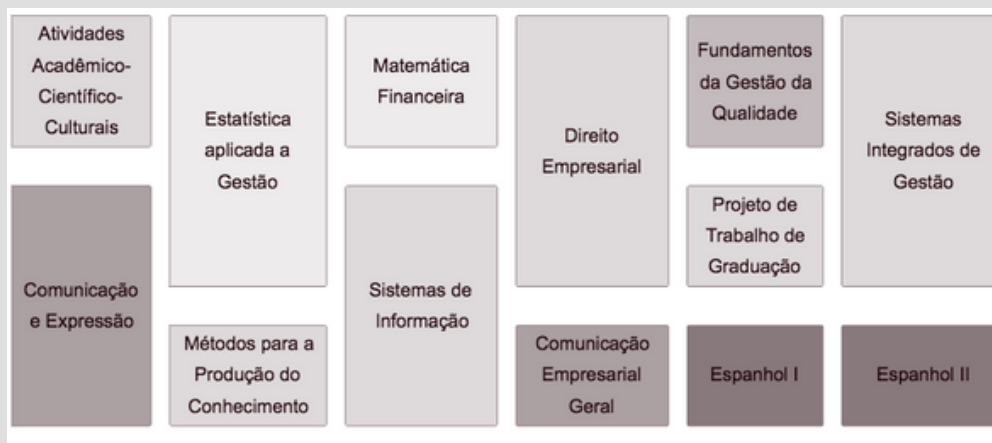 Atividades
Acadêmico-
Científico-
Culturais
Comunicação
e Expressão
Estatística
aplicada a
Gestão
Métodos para a
Produção do
Conhecimento
Matemática
Financeira
Sistemas de
Informação
Direito
Empresarial
Comunicação
Empresarial
Geral
Fundamentos
da Gestão da
Qualidade
Projeto de
Trabalho de
Graduação
Espanhol I
Sistemas
Integrados de
Gestão
Espanhol II